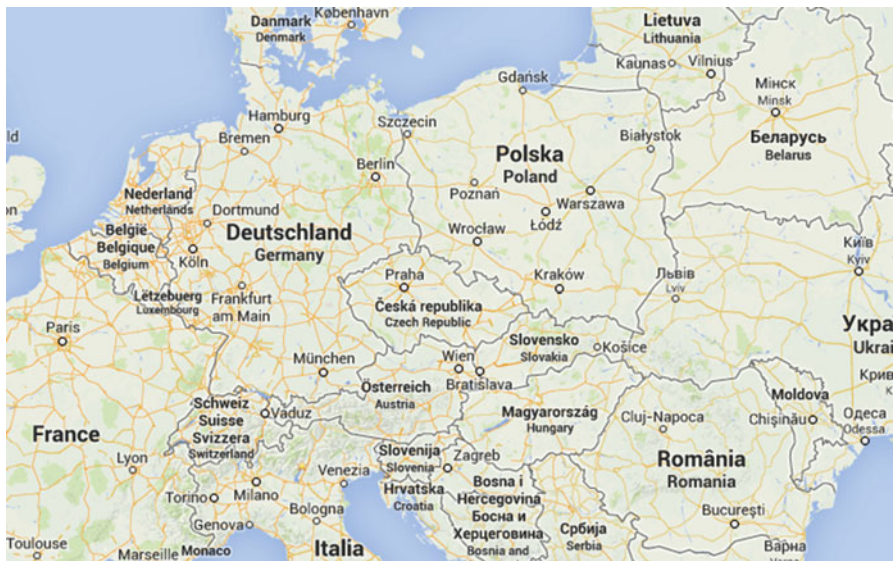 Danmark
Denmark
København
Lietuva
Lithuania
Kaunas
Vilnius
Gdańsk
Мінск
Minsk
Hamburg
Szczecin
Białystok
Беларусь
Belarus
Bremen
Polska
Poland
Berlin
Poznań
Warszawa
Nederland
Netherlands
Dortmund
Łódź
België
Belgique
Belgium
Deutschland
Germany
Wrocław
Köln
Київ
Kyiv
Praha
Kraków
Львів
Lviv
Lëtzebuerg
Luxembourg
Frankfurt
am Main
Česká republika
Czech Republic
Paris
Slovensko
Slovakia
Košice
Укра
Ukrai
München
Wien
Bratislava
Österreich
Austria
Крив
Moldova
Schweiz
Suisse
Svizzera
Switzerland
Vaduz
Magyarország
Hungary
Cluj-Napoca
Chișinău
Одеса
Odessa
France
Slovenija
Slovenia
Zagreb
România
Romania
Lyon
Venezia
Hrvatska
Croatia
Bosna i
Hercegovina
Босна и
Херцеговина
Bosnia and
Torino
Milano
Bologna
București
Genova
Србија
Serbia
Toulouse
Marseille
Monaco
Italia
Варна